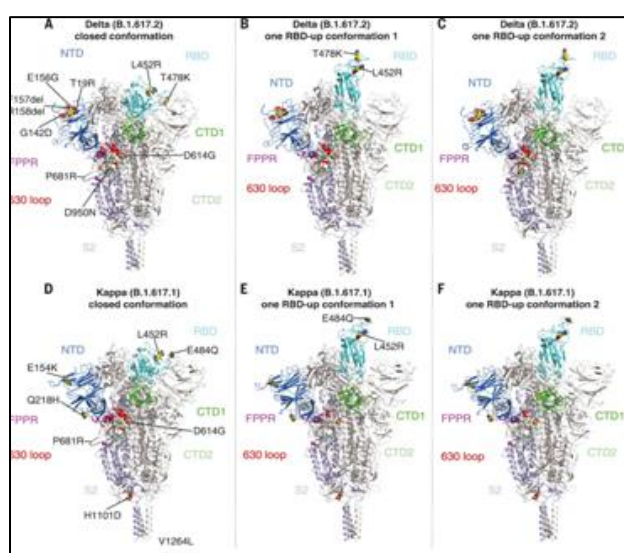 A
Delta (B.1.617.2)
closed conformation
NTD
RBD
E156G
T19R
L452R
T478K
F157del
R158del
G142D
CTD1
FPPR
D614G
P681R
630 loop
D950N
CTD2
S2
B
Delta (B.1.617.2)
one RBD-up conformation 1
T478K
RBD
NTD
L452R
CTD1
FPPR
630 loop
CTD2
S2
C
Delta (B.1.617.2)
one RBD-up conformation 2
RBD
NTD
CTD1
FPPR
630 loop
CTD2
S2
D
Kappa (B.1.617.1)
closed conformation
RBD
L452R
NTD
E484Q
E154K
Q218H
CTD1
FPPR
D614G
P681R
630 loop
CTD2
S2
H1101D
V1264L
E
Kappa (B.1.617.1)
one RBD-up conformation 1
E484Q
RBD
NTD
L452R
CTD1
FPPR
630 loop
CTD2
S2
F
Kappa (B.1.617.1)
one RBD-up conformation 2
RBD
NTD
CTD1
FPPR
630 loop
CTD2
S2